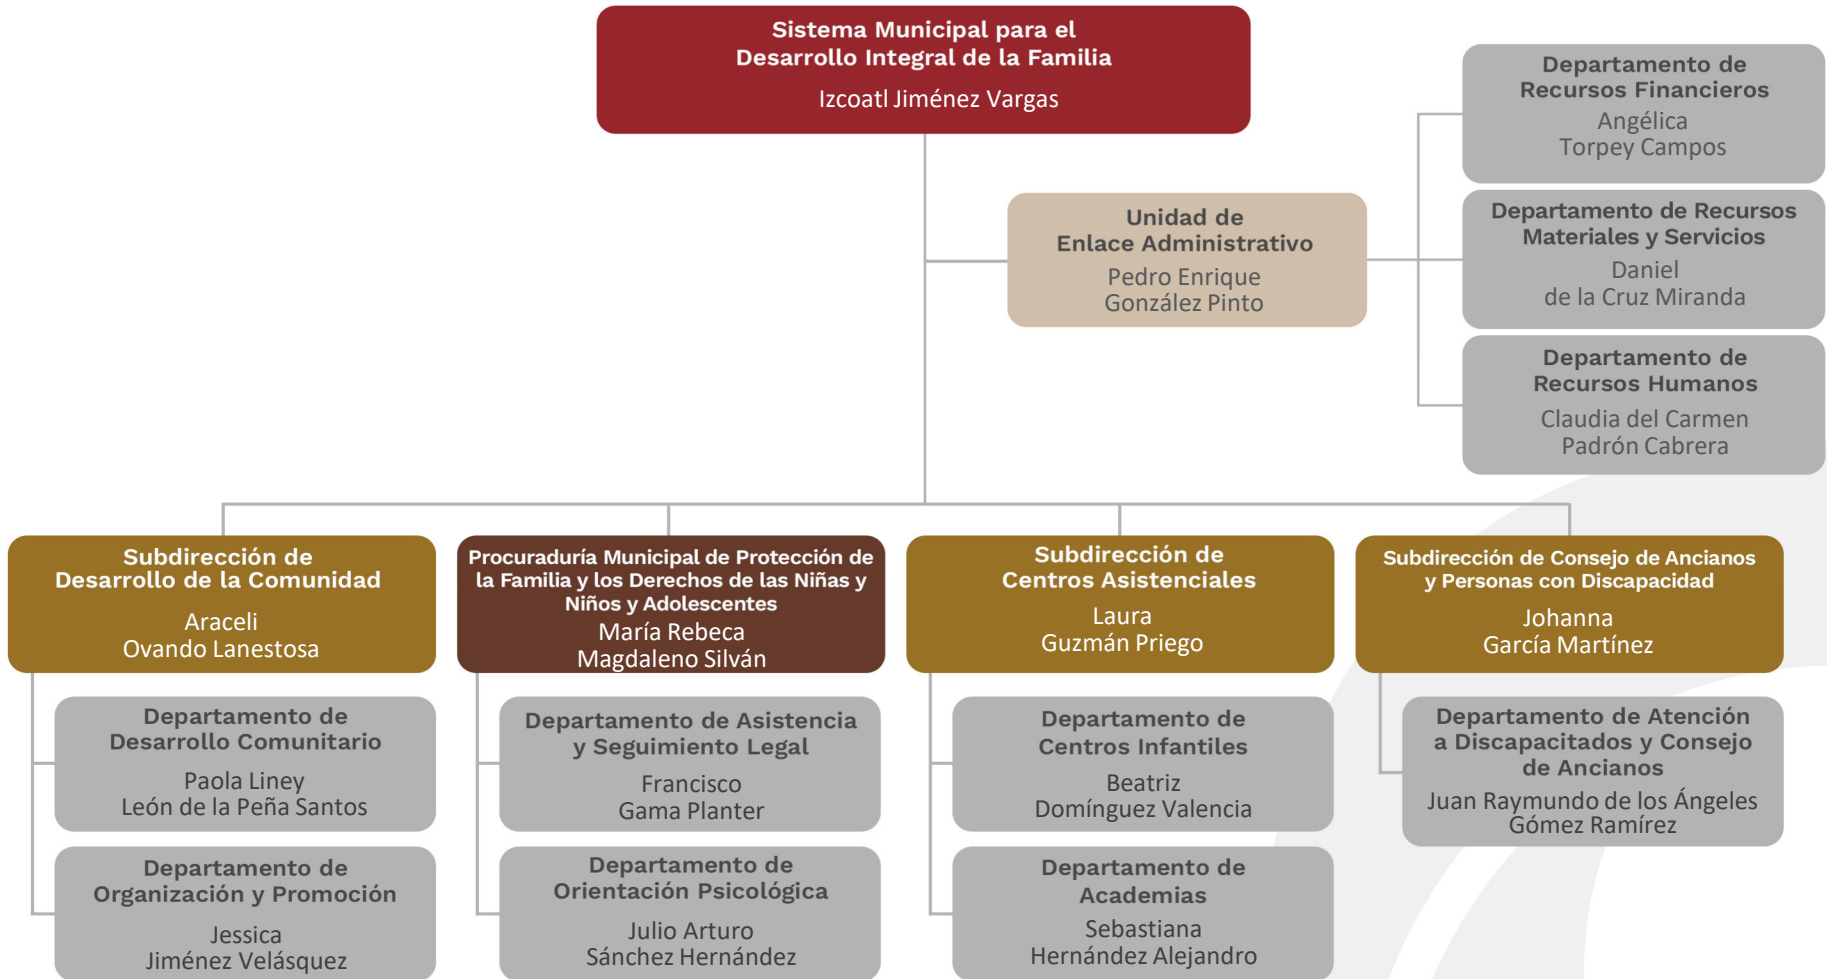 Sistema Municipal para el
Desarrollo Integral de la Familia
Izcoatl Jiménez Vargas
Departamento de
Recursos Financieros
Angélica
Torpey Campos
Unidad de
Enlace Administrativo
Pedro Enrique
González Pinto
Departamento de Recursos
Materiales y Servicios
Daniel
de la Cruz Miranda
Departamento de
Recursos Humanos
Claudia del Carmen
Padrón Cabrera
Subdirección de
Desarrollo de la Comunidad
Araceli
Ovando Lanestosa
Procuraduría Municipal de Protección de
la Familia y los Derechos de las Niñas y
Niños y Adolescentes
María Rebeca
Magdaleno Silván
Subdirección de
Centros Asistenciales
Laura
Guzmán Priego
Subdirección de Consejo de Ancianos
y Personas con Discapacidad
Johanna
García Martínez
Departamento de
Desarrollo Comunitario
Paola Liney
León de la Peña Santos
Departamento de Asistencia
y Seguimiento Legal
Francisco
Gama Planter
Departamento de
Centros Infantiles
Beatriz
Domínguez Valencia
Departamento de Atención
a Discapacitados y Consejo
de Ancianos
Juan Raymundo de los Ángeles
Gómez Ramírez
Departamento de
Organización y Promoción
Jessica
Jiménez Velásquez
Departamento de
Orientación Psicológica
Julio Arturo
Sánchez Hernández
Departamento de
Academias
Sebastiana
Hernández Alejandro